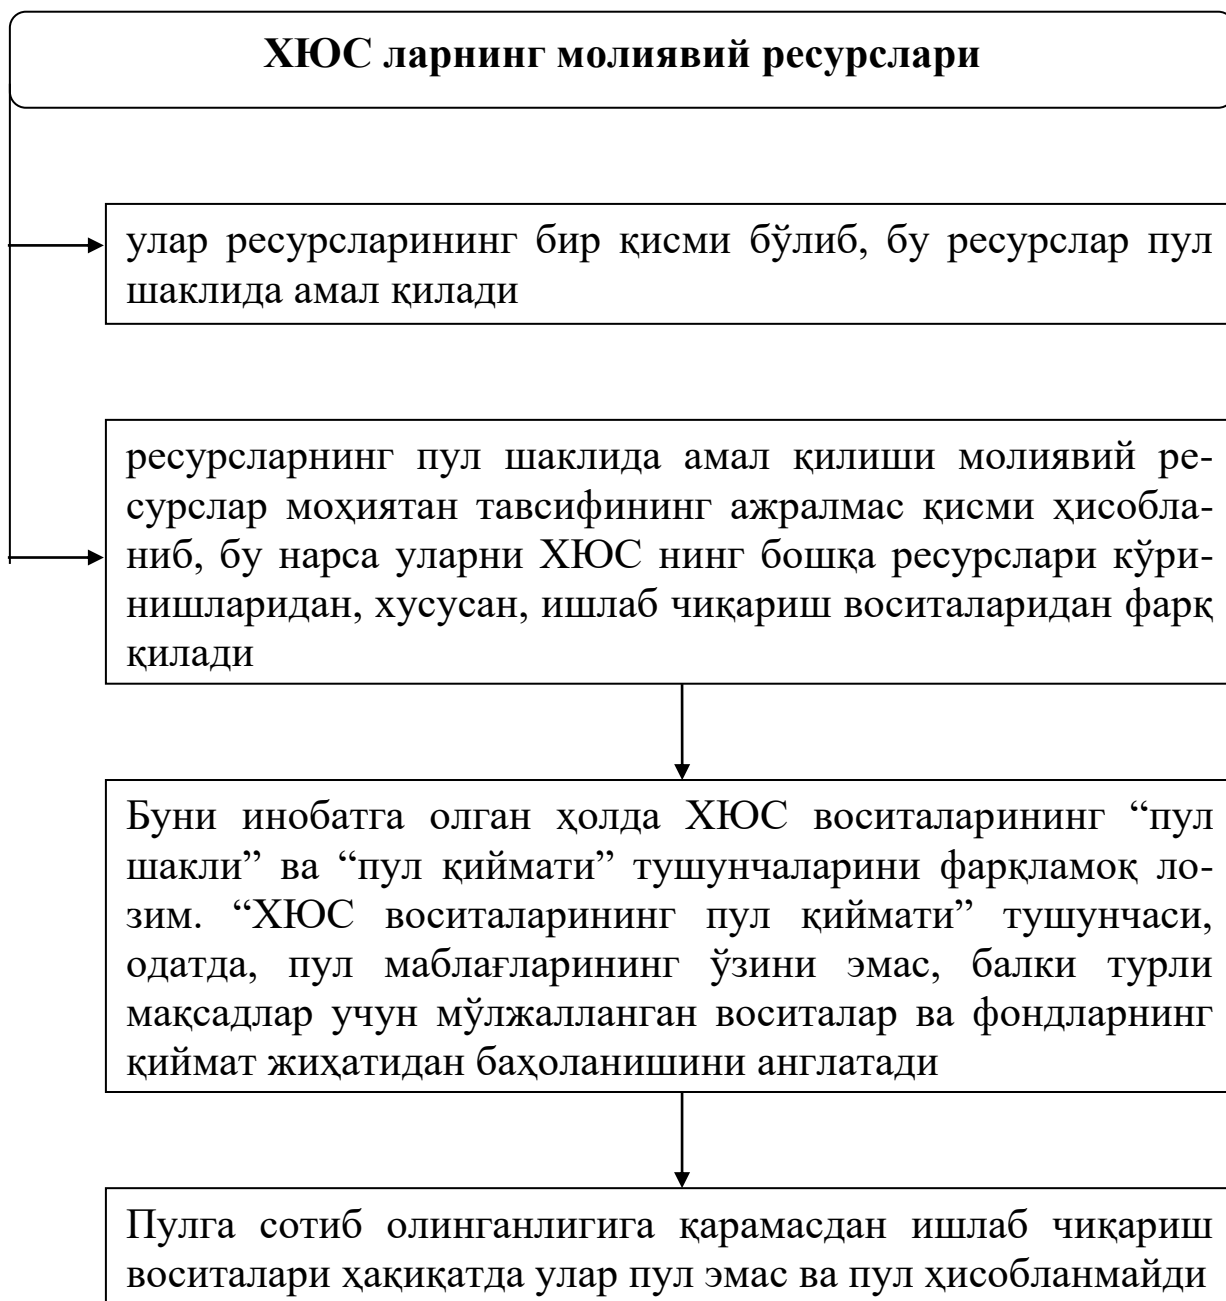 ХЮС ларнинг молиявий ресурслари
улар ресурсларининг бир қисми бўлиб, бу ресурслар пул
шаклида амал қилади
ресурсларнинг пул шаклида амал қилиши молиявий ре-
сурслар моҳиятан тавсифининг ажралмас қисми ҳисобла-
ниб, бу нарса уларни ХЮС нинг бошқа ресурслари кўри-
нишларидан, хусусан, ишлаб чиқариш воситаларидан фарқ
қилади
Буни инобатга олган ҳолда ХЮС воситаларининг “пул
шакли” ва “пул қиймати” тушунчаларини фарқламоқ ло-
зим. “ХЮС воситаларининг пул қиймати” тушунчаси,
одатда, пул маблағларининг ўзини эмас, балки турли
мақсадлар учун мўлжалланган воситалар ва фондларнинг
қиймат жиҳатидан баҳоланишини англатади
Пулга сотиб олинганлигига қарамасдан ишлаб чиқариш
воситалари ҳақиқатда улар пул эмас ва пул ҳисобланмайди